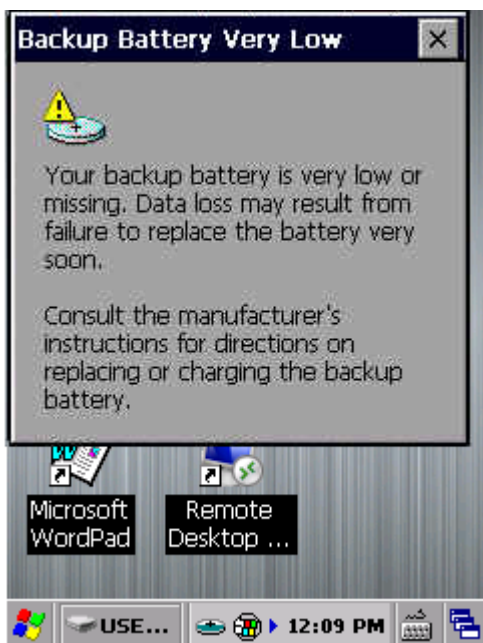 Backup Battery Very Low
Your backup battery is very low or
missing. Data loss may result from
failure to replace the battery very
soon.
Consult the manufacturer's
instructions for directions on
replacing or charging the backup
battery.
Microsoft
WordPad
Remote
Desktop ...
USE...
12:09 PM